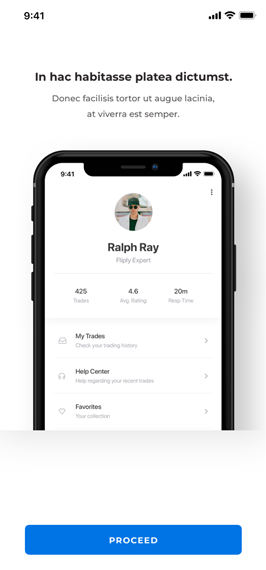 9:41
In hac habitasse platea dictumst.
Donec facilisis tortor ut augue lacinia,
at viverra est semper.
9:41
Ralph Ray
Fliply Expert
425
Trades
4.6
Avg. Rating
20m
Resp Time
My Trades
Check your trading history
Help Center
Help regarding your recent trades
Favorites
Your collection
PROCEED